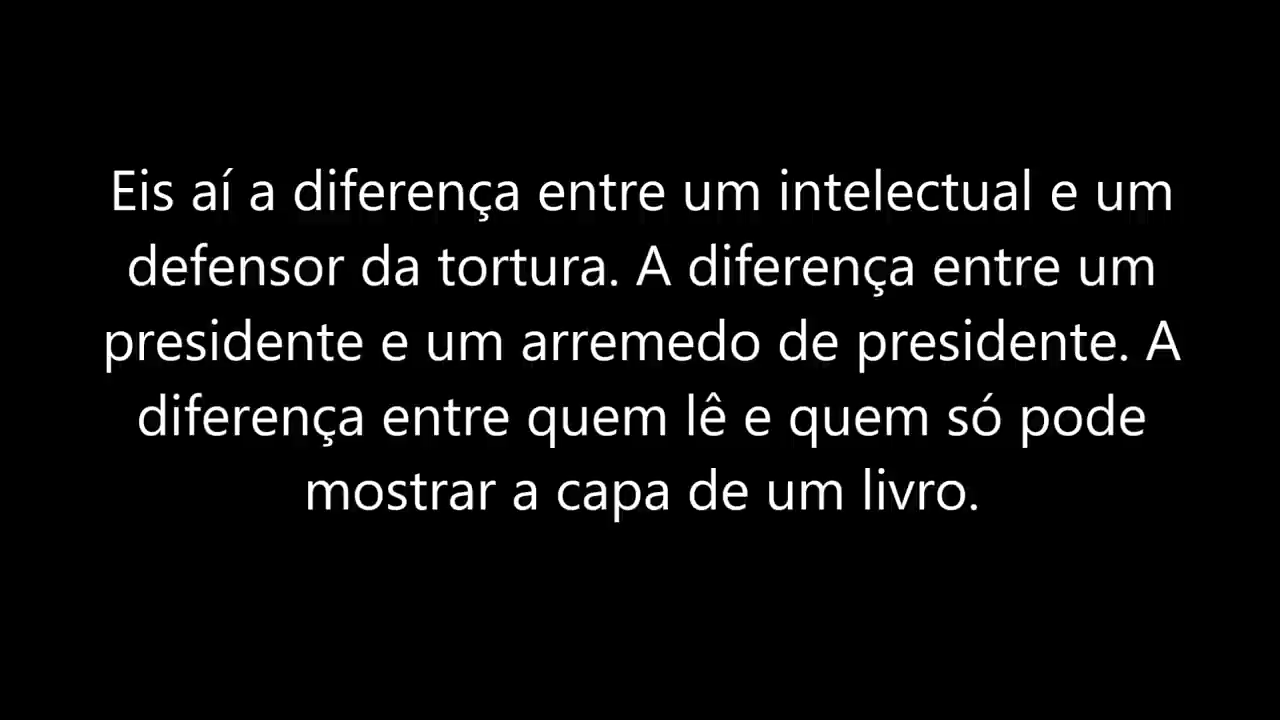 Eis aí a diferença entre um intelectual e um
defensor da tortura. A diferença entre um
presidente e um arremedo de presidente. A
diferença entre quem lê e quem só pode
mostrar a capa de um livro.